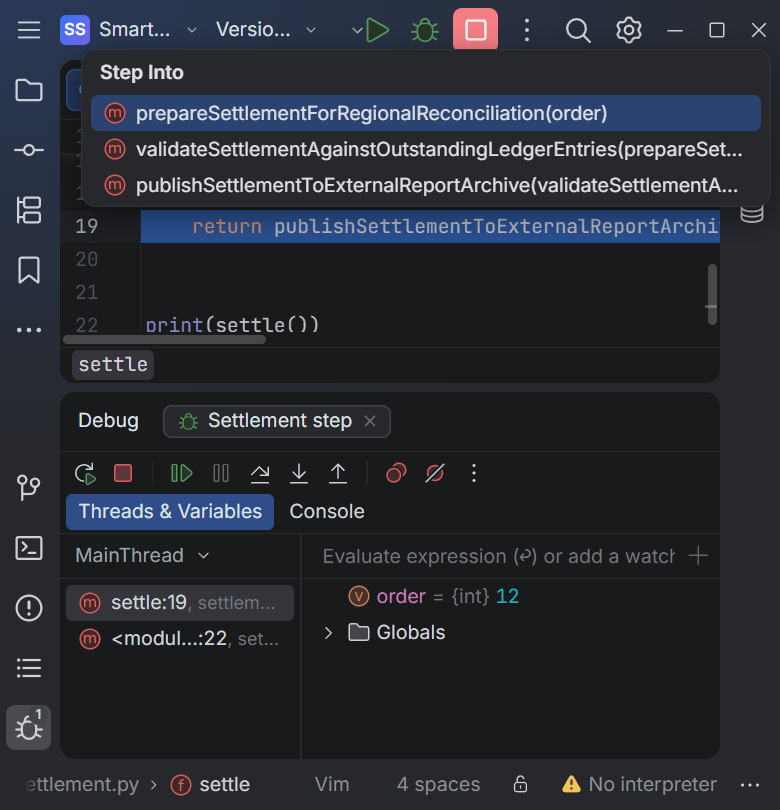 SS Smart... Versio...
Step Into
prepareSettlementForRegionalReconciliation(order)
validateSettlementAgainstOutstandingLedgerEntries(prepareSet...
publishSettlementToExternalReportArchive(validateSettlementA...
19 return publishSettlementToExternalReportArchi
20
21
22 print(settle())
settle
Debug Settlement step
Threads & Variables Console
MainThread Evaluate expression (⏎) or add a watch
settle:19, settlem... order = {int} 12
<modul...:22, set... Globals
1
ettlement.py > settle Vim 4 spaces No interpreter